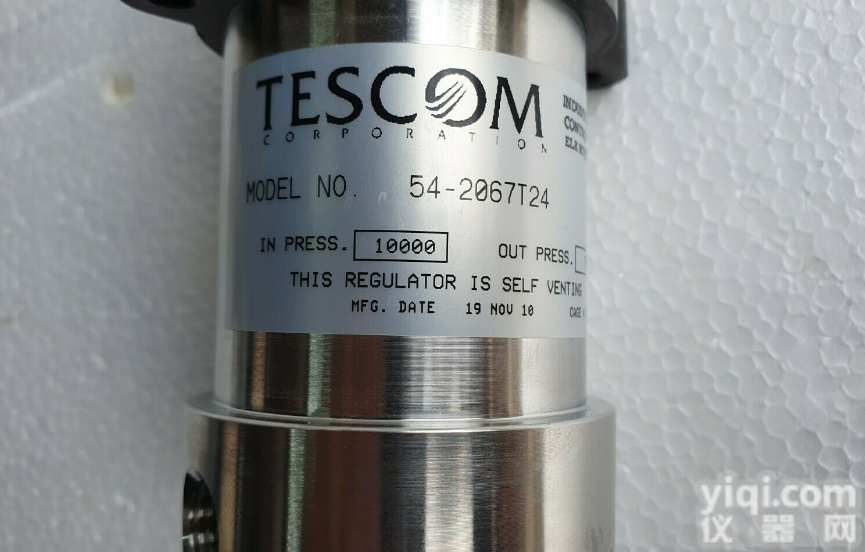 TESCOM
CORPORATION
MODEL NO. 54-2067T24
IN PRESS. 10000 OUT PRESS.
THIS REGULATOR IS SELF VENTING
MFG. DATE 19 NOV 10 CAGE
yiqi.com
仪器网